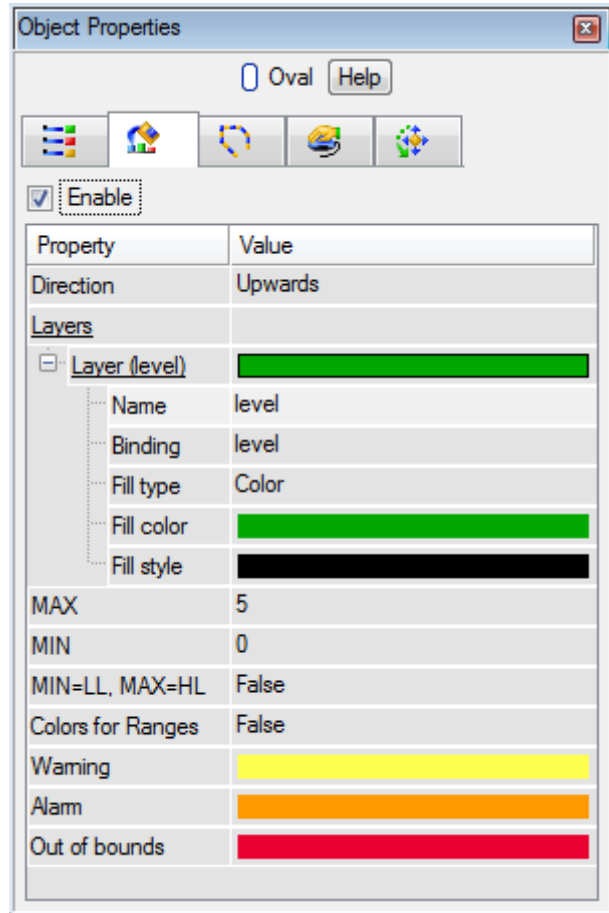 Object Properties
Oval Help
Enable
Property Value
Direction Upwards
Layers
Layer (level)
Name level
Binding level
Fill type Color
Fill color
Fill style
MAX 5
MIN 0
MIN=LL, MAX=HL False
Colors for Ranges False
Warning
Alarm
Out of bounds